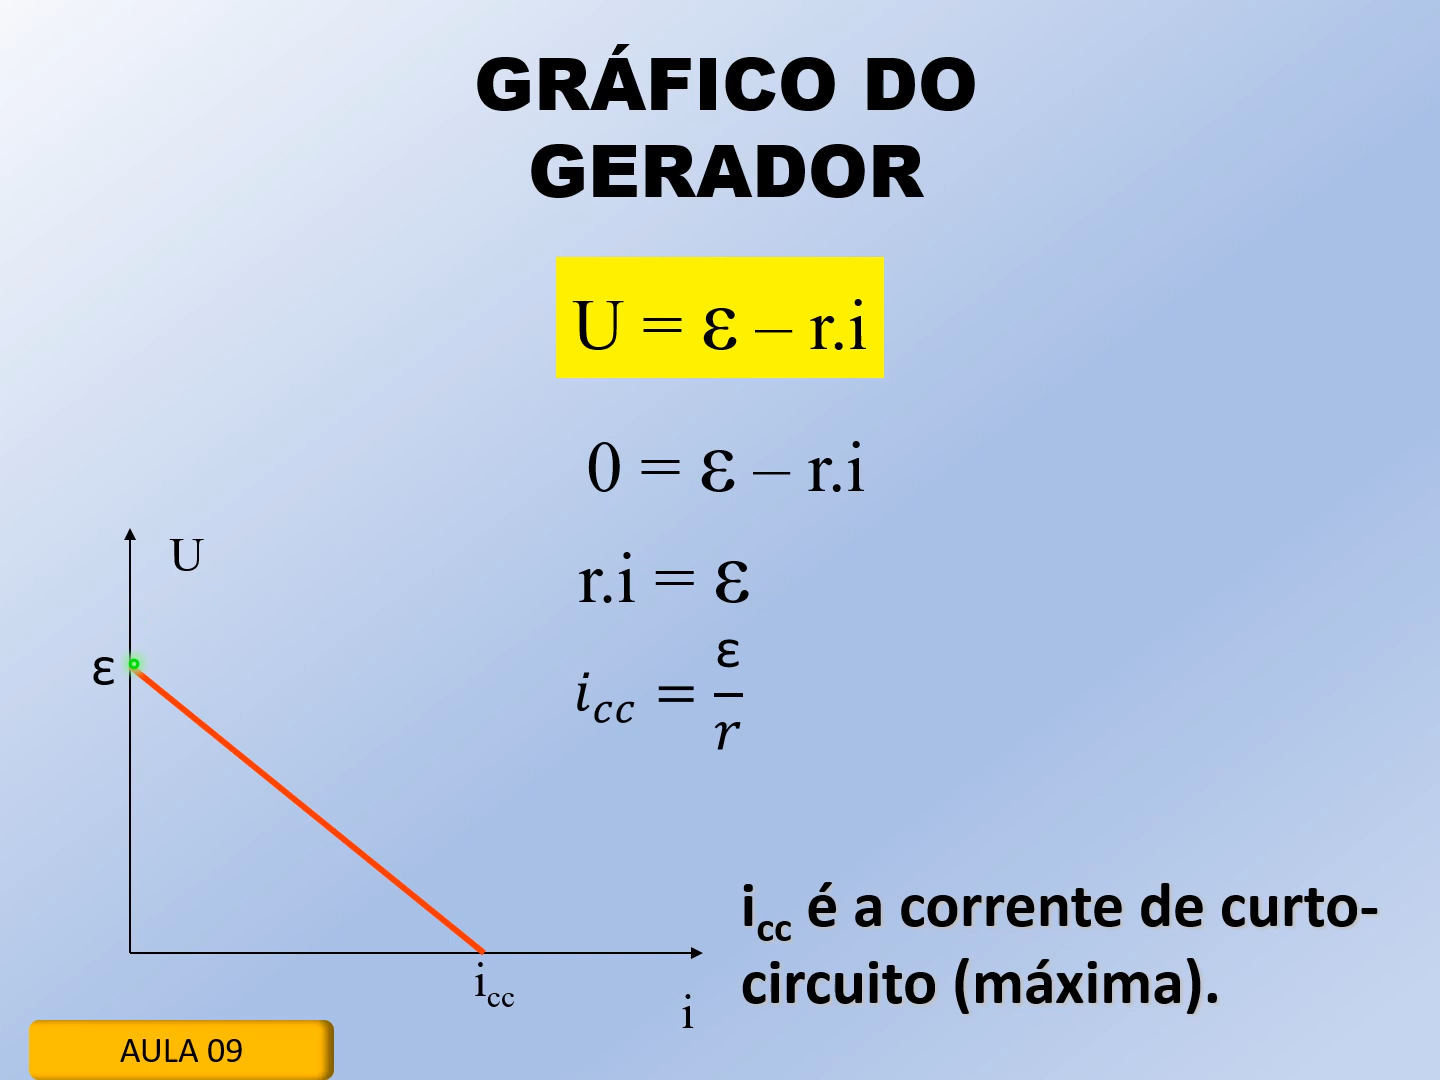 GRÁFICO DO
GERADOR
U = ε – r.i
0 = ε – r.i
r.i = ε
i_cc = ε/r
U
ε
i_cc
i
i_cc é a corrente de curto-
circuito (máxima).
AULA 09